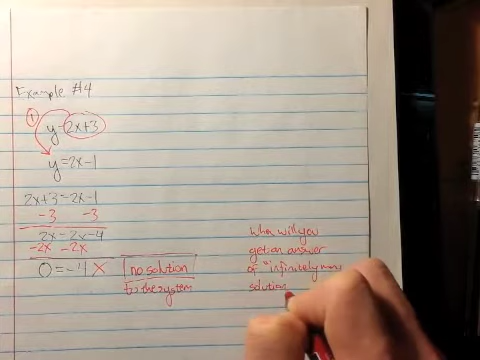 Example #4
①
y=2x+3
y=2x-1
2x+3=2x-1
-3 -3
2x=2x-4
-2x -2x
0=-4 X
no solution
for the system
When will you
get an answer
of "infinitely many
solution